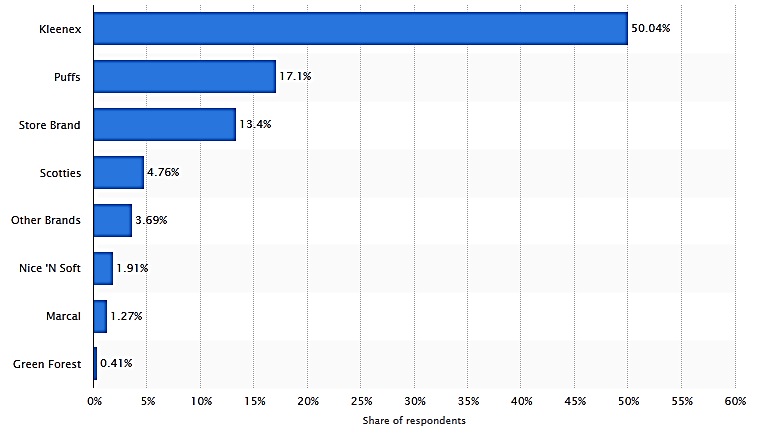 Kleenex 50.04%
Puffs 17.1%
Store Brand 13.4%
Scotties 4.76%
Other Brands 3.69%
Nice 'N Soft 1.91%
Marcal 1.27%
Green Forest 0.41%
0% 5% 10% 15% 20% 25% 30% 35% 40% 45% 50% 55% 60%
Share of respondents